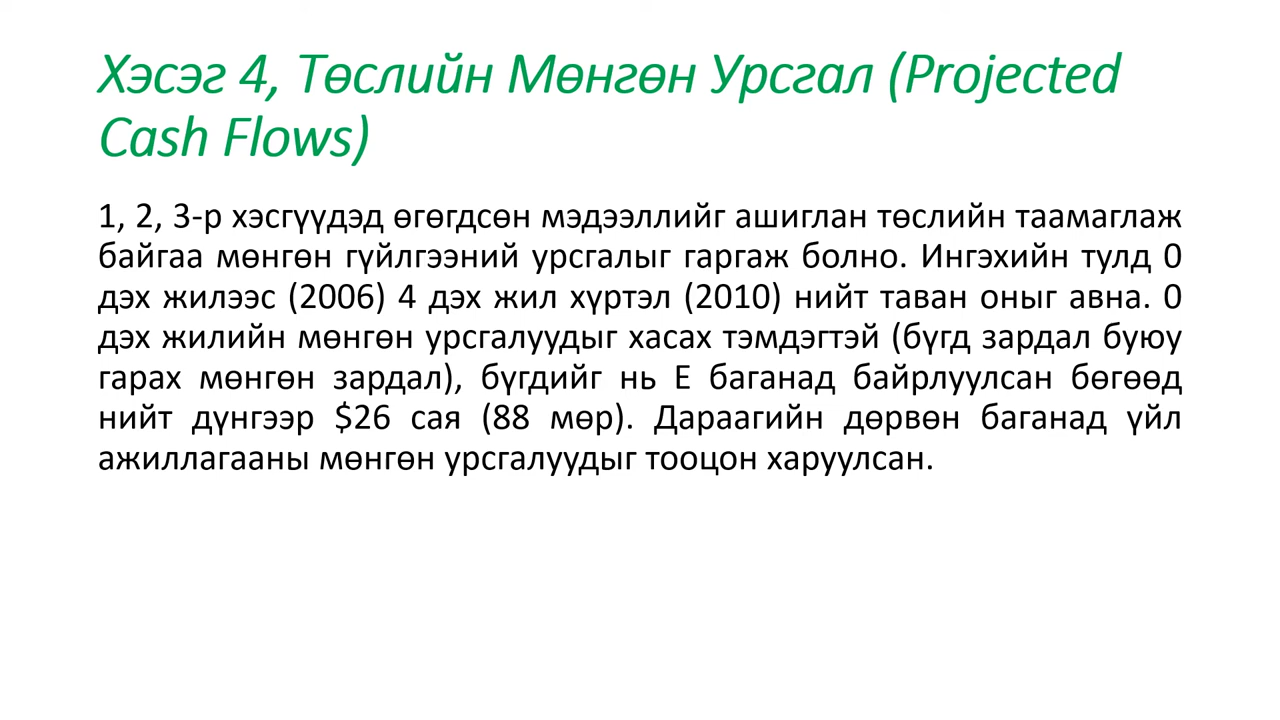 Хэсэг 4, Төслийн Мөнгөн Урсгал (Projected
Cash Flows)
1, 2, 3-р хэсгүүдэд өгөгдсөн мэдээллийг ашиглан төслийн таамаглаж
байгаа мөнгөн гүйлгээний урсгалыг гаргаж болно. Ингэхийн тулд 0
дэх жилээс (2006) 4 дэх жил хүртэл (2010) нийт таван оныг авна. 0
дэх жилийн мөнгөн урсгалуудыг хасах тэмдэгтэй (бүгд зардал буюу
гарах мөнгөн зардал), бүгдийг нь E баганад байрлуулсан бөгөөд
нийт дүнгээр $26 сая (88 мөр). Дараагийн дөрвөн баганад үйл
ажиллагааны мөнгөн урсгалуудыг тооцон харуулсан.